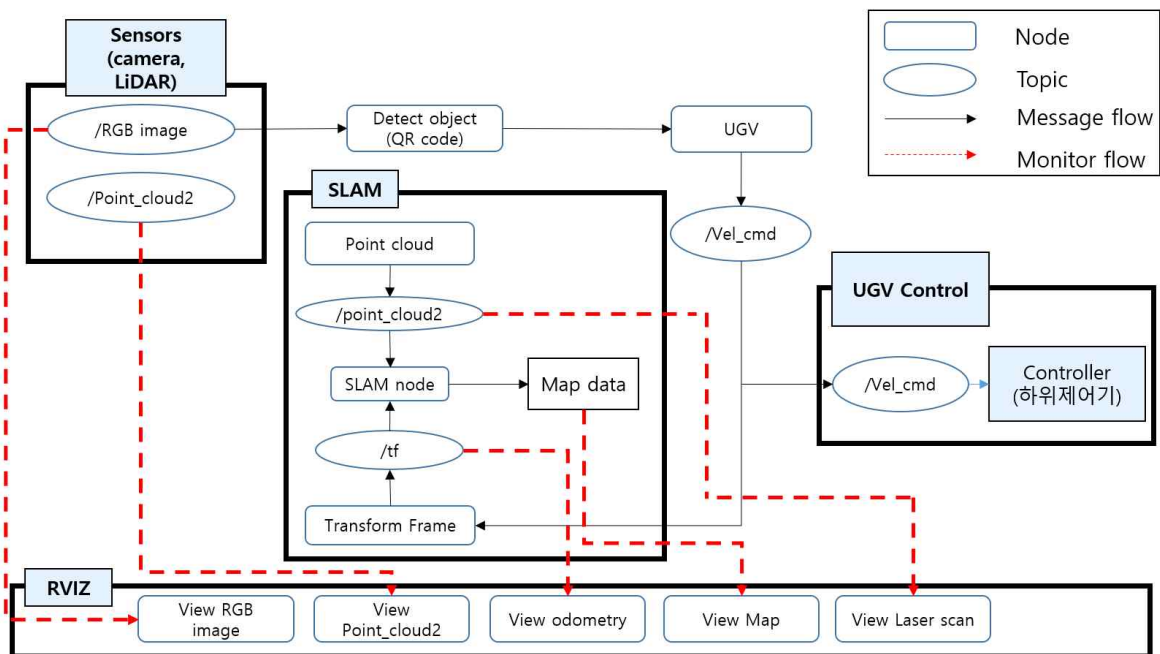 Sensors
(camera,
LiDAR)
/RGB image
/Point_cloud2
Detect object
(QR code)
UGV
/Vel_cmd
Node
Topic
Message flow
Monitor flow
SLAM
Point cloud
/point_cloud2
SLAM node
Map data
/tf
Transform Frame
UGV Control
/Vel_cmd
Controller
(하위제어기)
RVIZ
View RGB
image
View
Point_cloud2
View odometry
View Map
View Laser scan